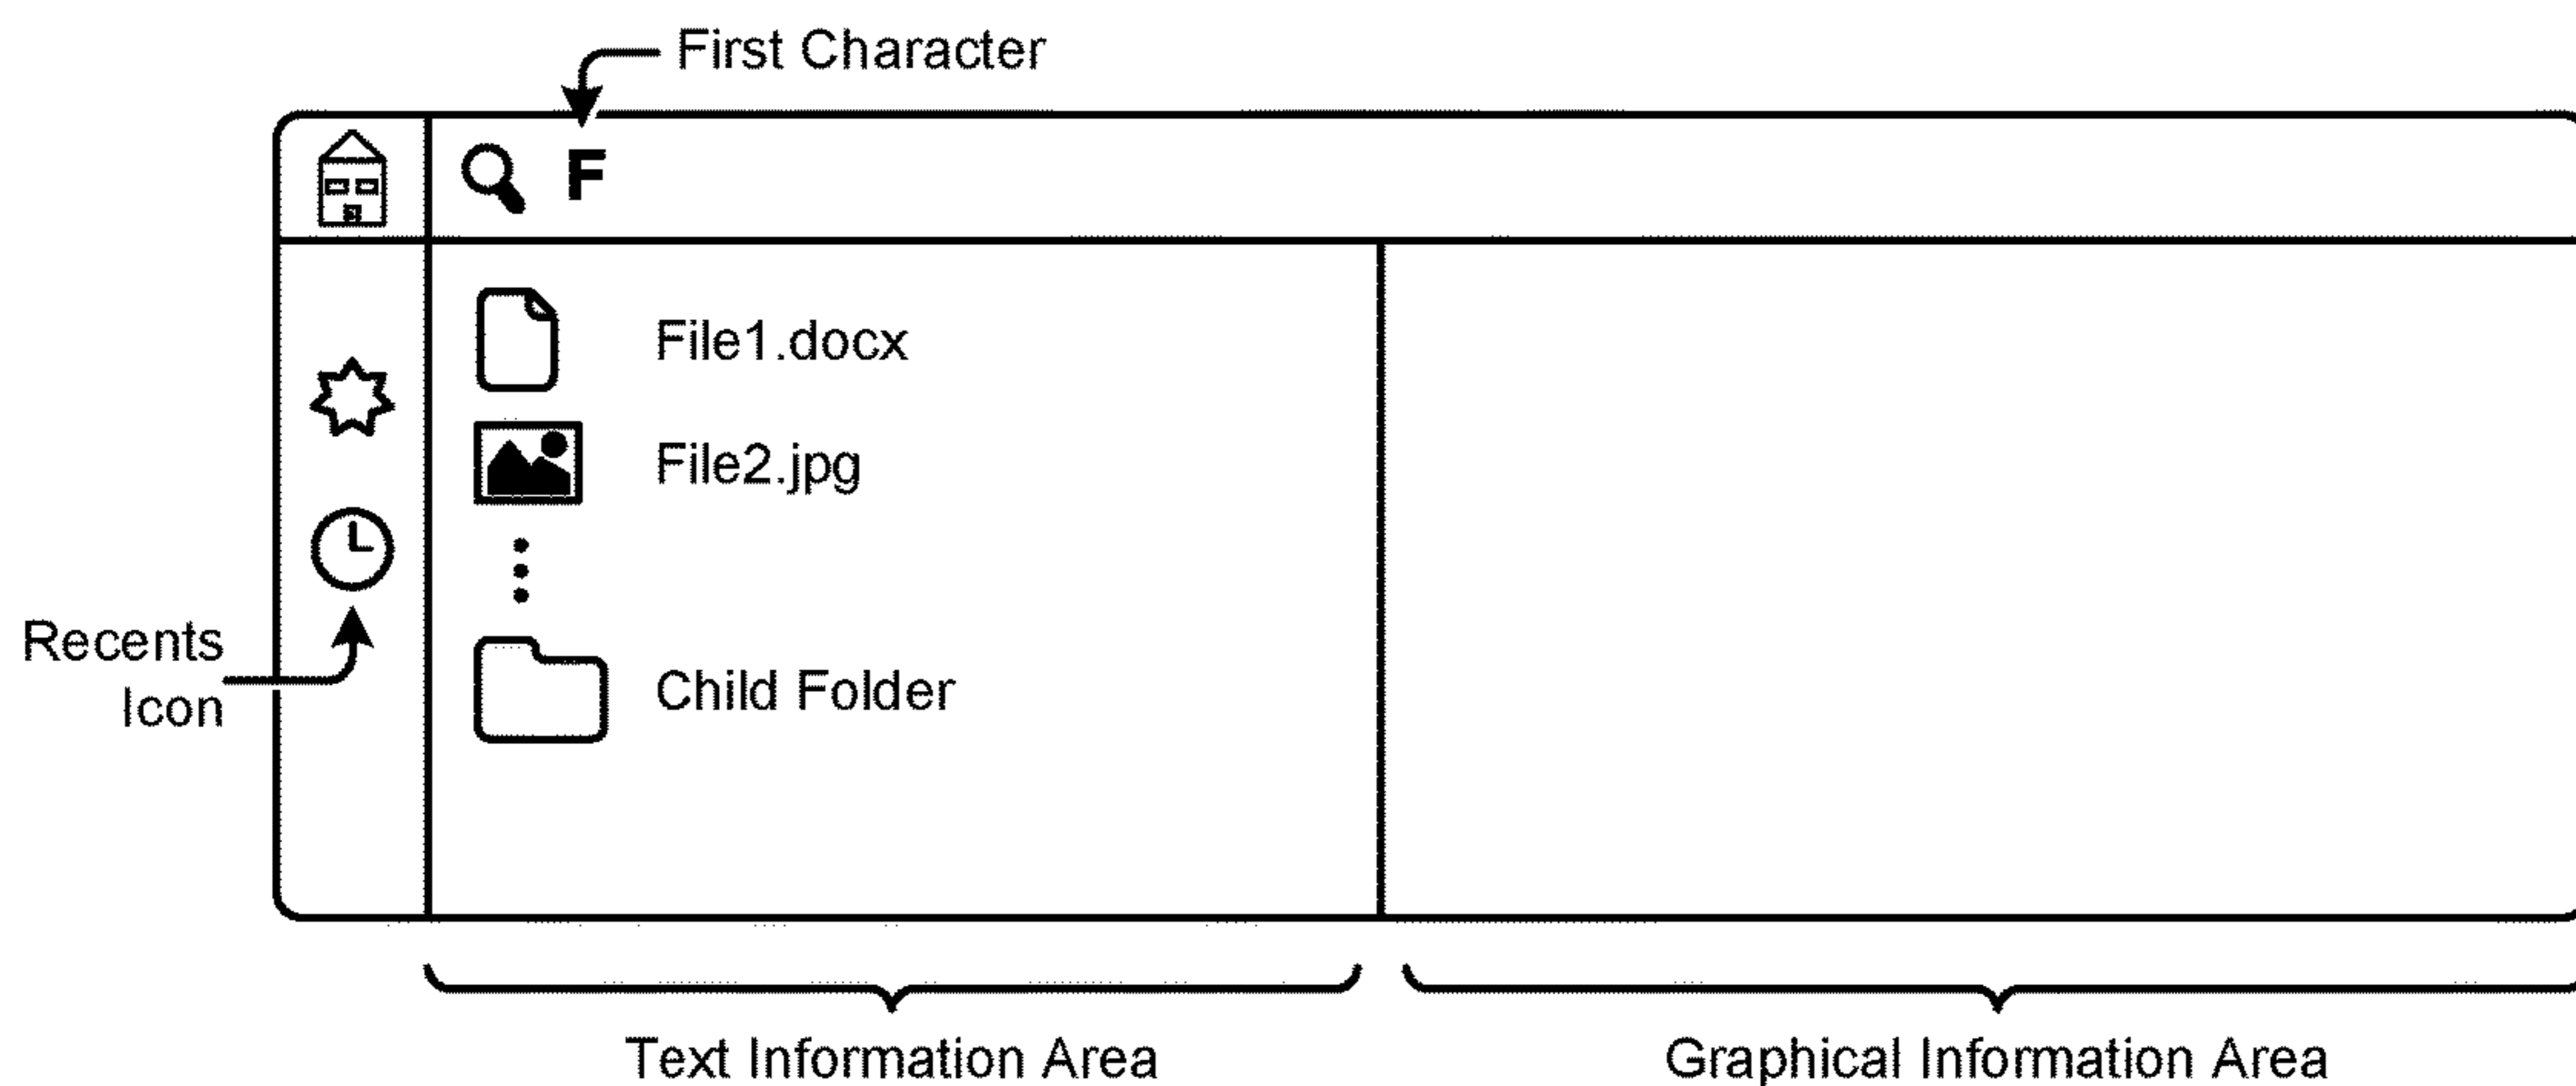 First Character
F
File1.docx
File2.jpg
Recents
Icon
Child Folder
Text Information Area
Graphical Information Area